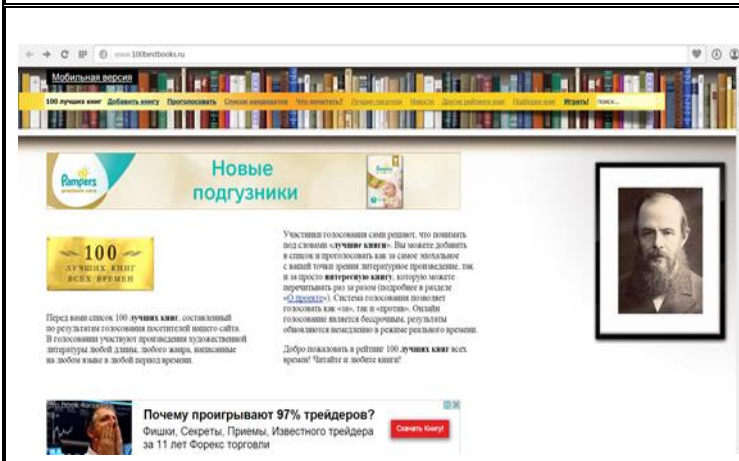 www.100bestbooks.ru
Мобильная версия
100 лучших книг Добавить книгу Проголосовать Список кандидатов Что почитать? Лучшие писатели Новости Другие рейтинги книг Подборки книг Играть! поиск...
Pampers
premium care
Новые
подгузники
100
ЛУЧШИХ КНИГ
ВСЕХ ВРЕМЕН
Перед вами список 100 лучших книг, составленный
по результатам голосования посетителей нашего сайта.
В голосовании участвуют произведения художественной
литературы любой длины, любого жанра, написанные
на любом языке в любой период времени.
Участники голосования сами решают, что понимать
под словами «лучшие книги». Вы можете добавить
в список и проголосовать как за самое эпохальное
с вашей точки зрения литературное произведение, так
и за просто интересную книгу, которую можете
перечитывать раз за разом (подробнее в разделе
«О проекте»). Система голосования позволяет
голосовать как «за», так и «против». Онлайн
голосование является бессрочным, результаты
обновляются немедленно в режиме реального времени.
Добро пожаловать в рейтинг 100 лучших книг всех
времен! Читайте и любите книги!
Почему проигрывают 97% трейдеров?
Фишки, Секреты, Приемы, Известного трейдера
за 11 лет Форекс торговли
Скачать Книгу!